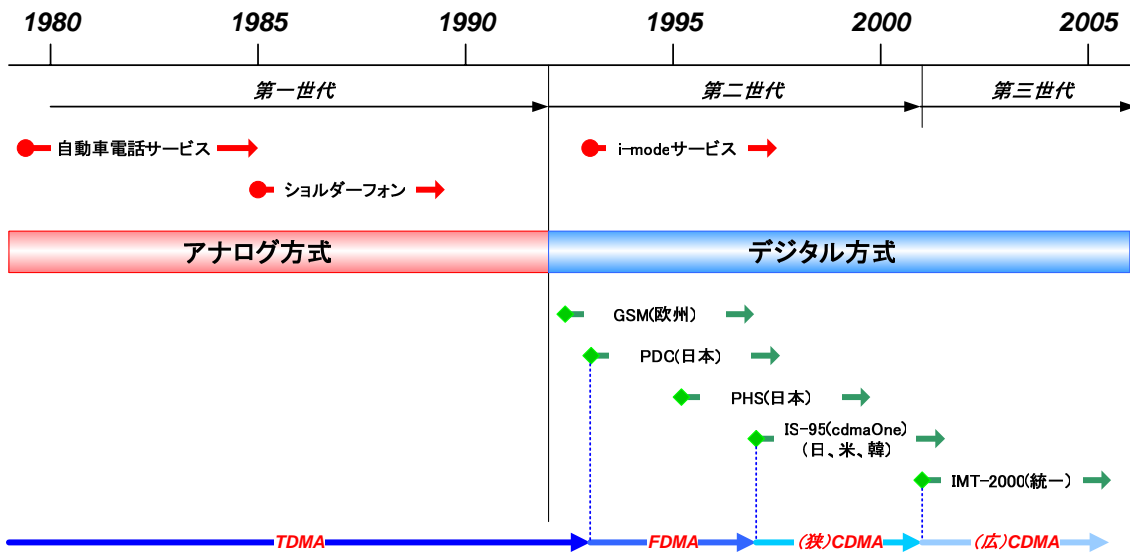 1980 1985 1990 1995 2000 2005
第一世代 第二世代 第三世代
自動車電話サービス i-modeサービス
ショルダーフォン
アナログ方式 デジタル方式
GSM(欧州)
PDC(日本)
PHS(日本)
IS-95(cdmaOne)
(日、米、韓)
IMT-2000(統一)
TDMA FDMA (狭)CDMA (広)CDMA